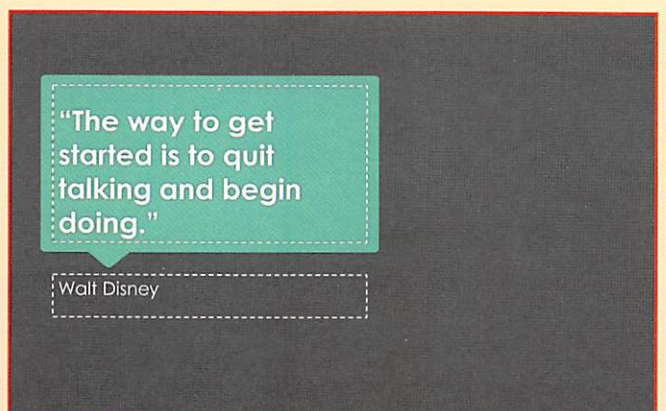 “The way to get
started is to quit
talking and begin
doing.”
Walt Disney